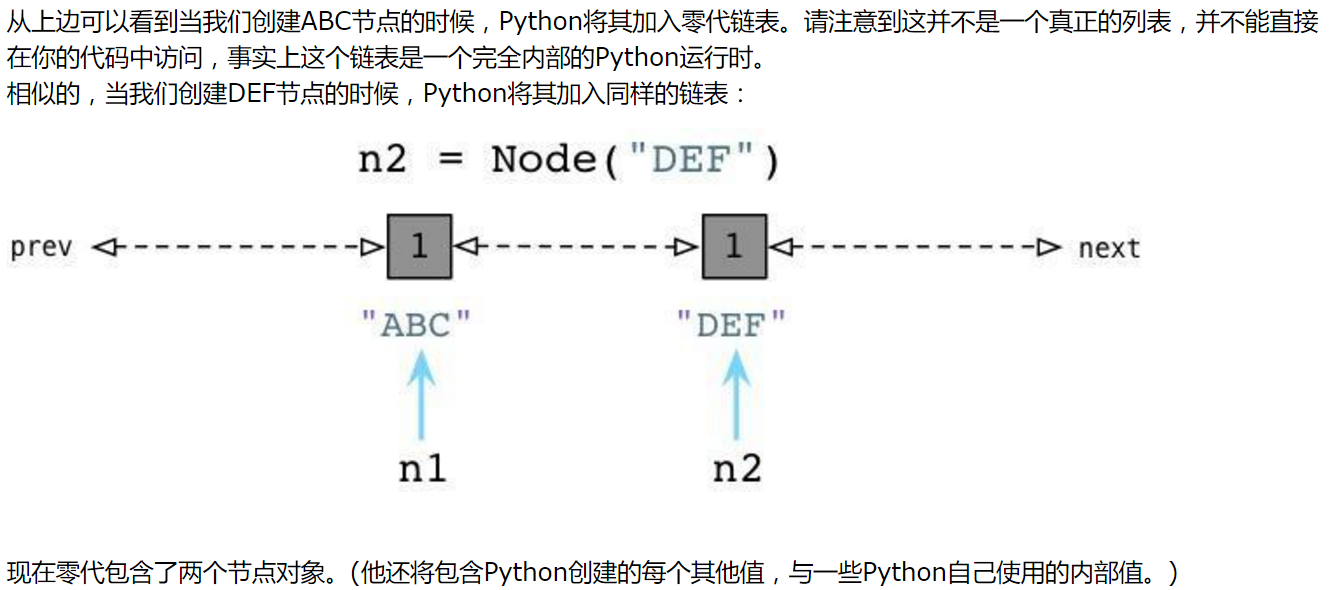 从上边可以看到当我们创建ABC节点的时候，Python将其加入零代链表。请注意到这并不是一个真正的列表，并不能直接
在你的代码中访问，事实上这个链表是一个完全内部的Python运行时。
相似的，当我们创建DEF节点的时候，Python将其加入同样的链表：
n2 = Node("DEF")
prev 1 1 next
"ABC" "DEF"
n1 n2
现在零代包含了两个节点对象。(他还将包含Python创建的每个其他值，与一些Python自己使用的内部值。)